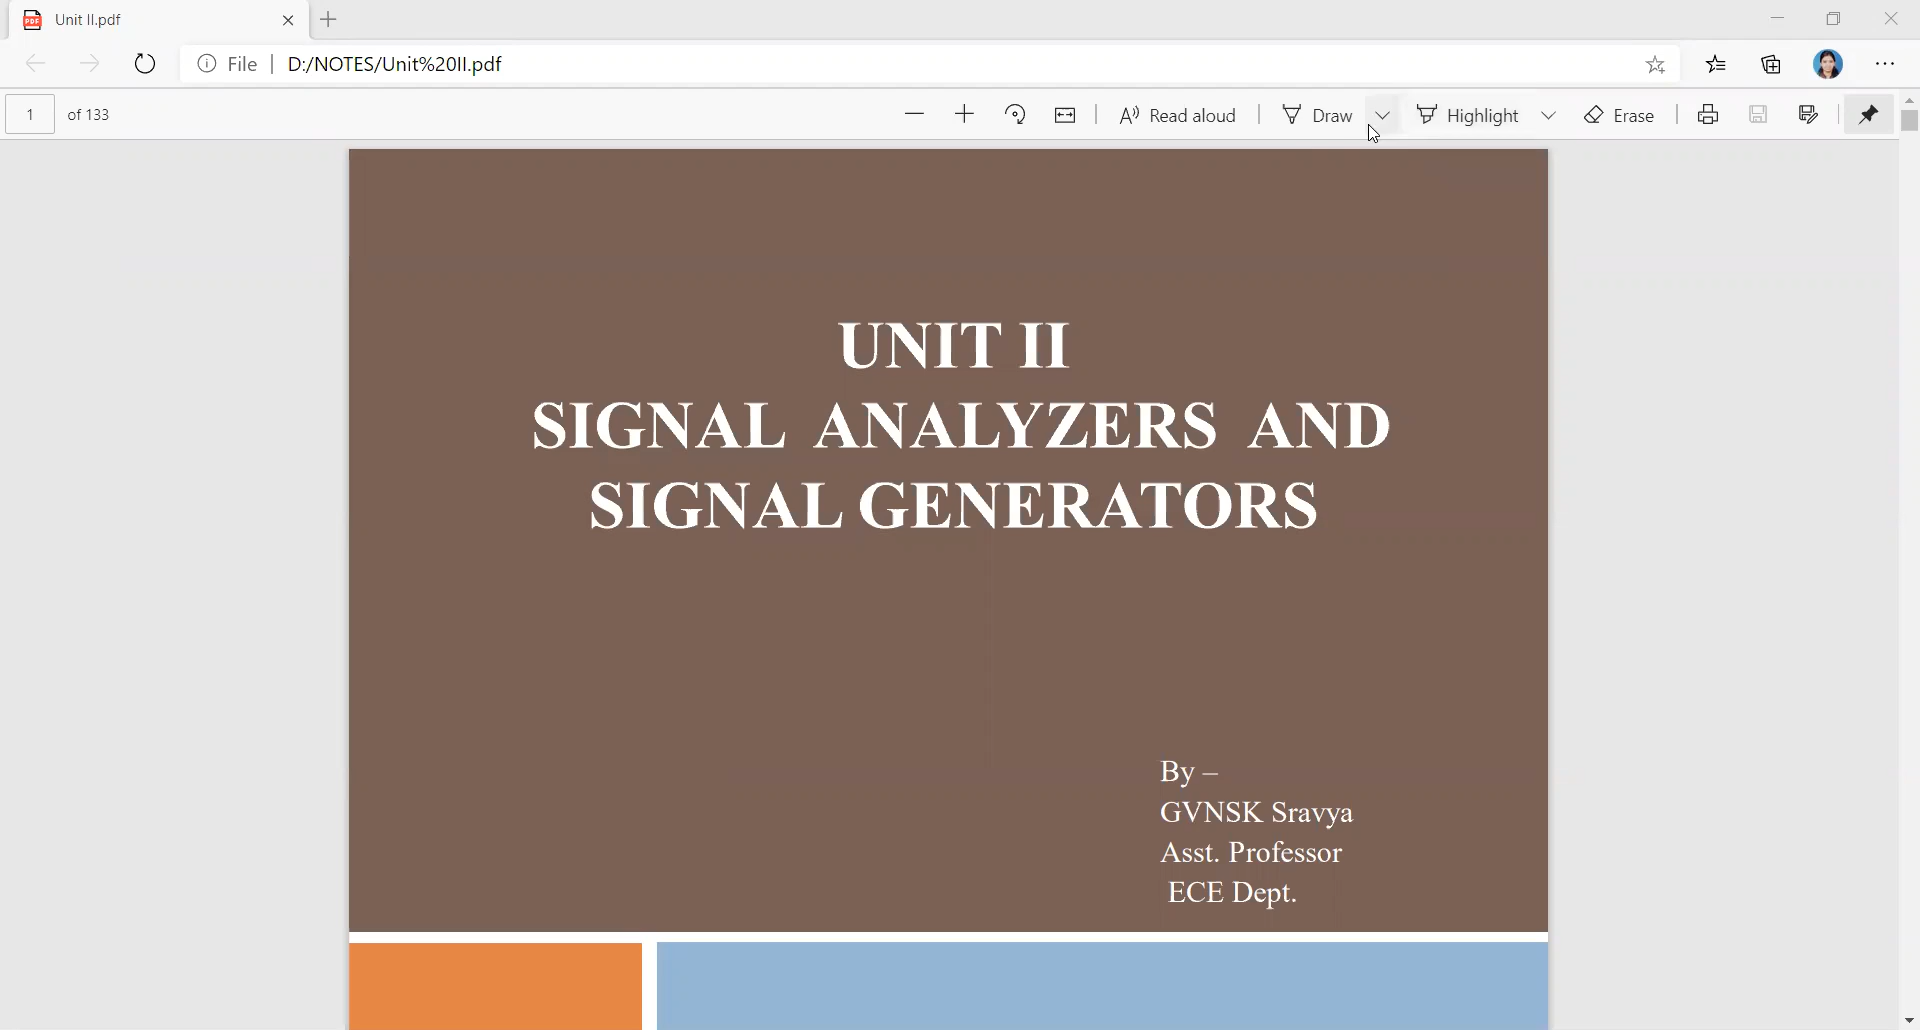 Unit II.pdf
File | D:/NOTES/Unit%20II.pdf
1 of 133 A Read aloud Draw Highlight Erase
UNIT II
SIGNAL ANALYZERS AND
SIGNAL GENERATORS
By –
GVNSK Sravya
Asst. Professor
ECE Dept.